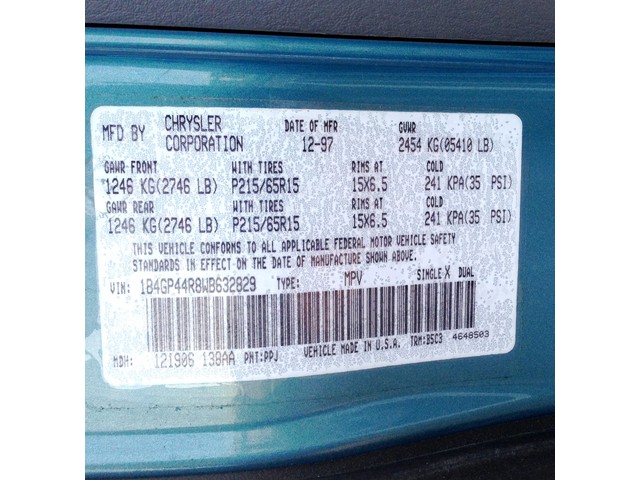 MFD BY CHRYSLER CORPORATION DATE OF MFR 12-97 GVWR 2454 KG(05410 LB)
GAWR FRONT WITH TIRES RIMS AT COLD
1246 KG(2746 LB) P215/65R15 15X6.5 241 KPA(35 PSI)
GAWR REAR WITH TIRES RIMS AT COLD
1246 KG(2746 LB) P215/65R15 15X6.5 241 KPA(35 PSI)
THIS VEHICLE CONFORMS TO ALL APPLICABLE FEDERAL MOTOR VEHICLE SAFETY
STANDARDS IN EFFECT ON THE DATE OF MANUFACTURE SHOWN ABOVE.
VIN: 1B4GP44R8WB632829 TYPE: MPV SINGLE X DUAL
MDH: 121906 138AA PNT: PPJ VEHICLE MADE IN U.S.A. TRM:B5C3 4648503